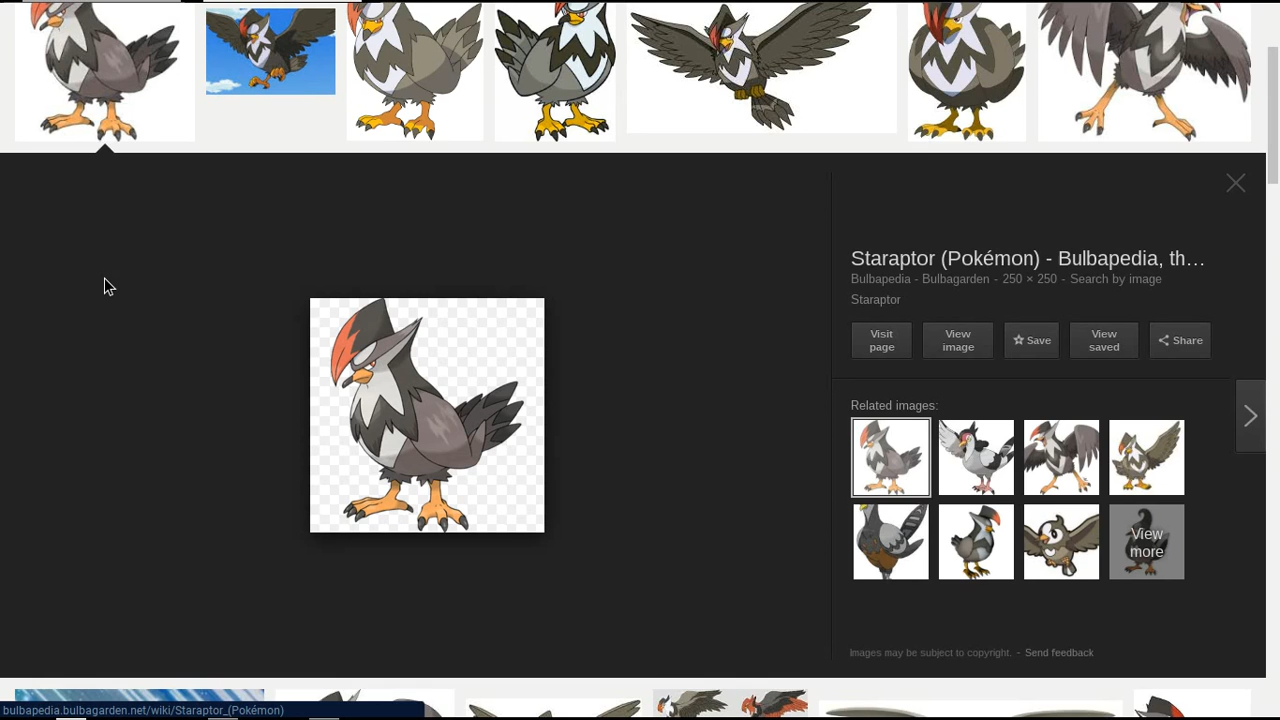 Staraptor (Pokémon) - Bulbapedia, th…
Bulbapedia - Bulbagarden - 250 × 250 - Search by image
Staraptor
Visit page
View image
Save
View saved
Share
Related images:
View more
Images may be subject to copyright. - Send feedback
bulbapedia.bulbagarden.net/wiki/Staraptor_(Pokémon)